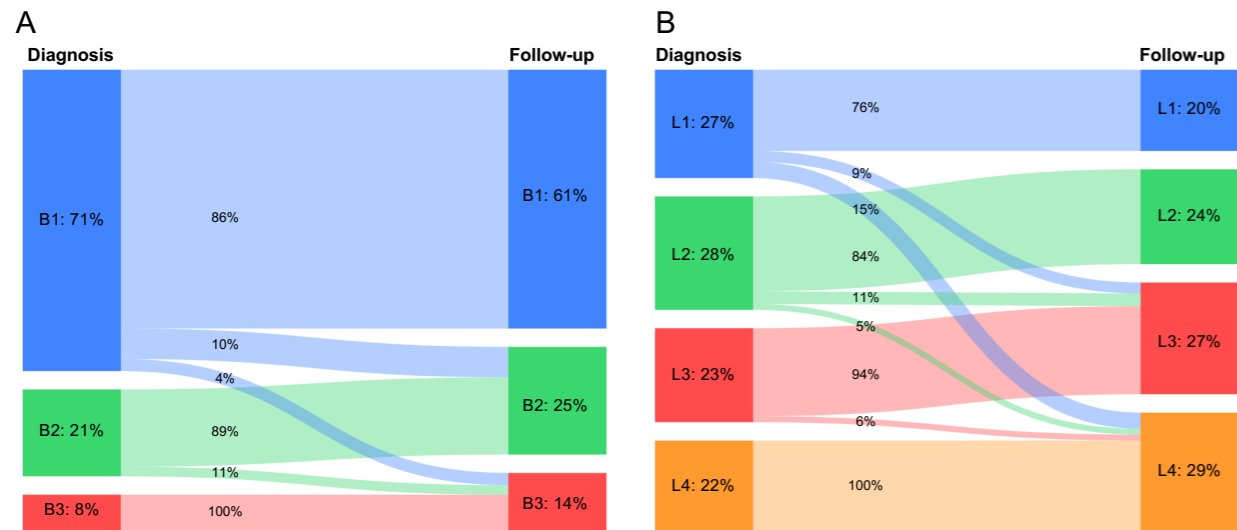 A
Diagnosis
Follow-up
B1: 71%
86%
B1: 61%
10%
4%
B2: 21%
89%
B2: 25%
11%
B3: 8%
100%
B3: 14%
B
Diagnosis
Follow-up
L1: 27%
76%
L1: 20%
9%
15%
L2: 28%
84%
L2: 24%
11%
5%
L3: 23%
94%
L3: 27%
6%
L4: 22%
100%
L4: 29%